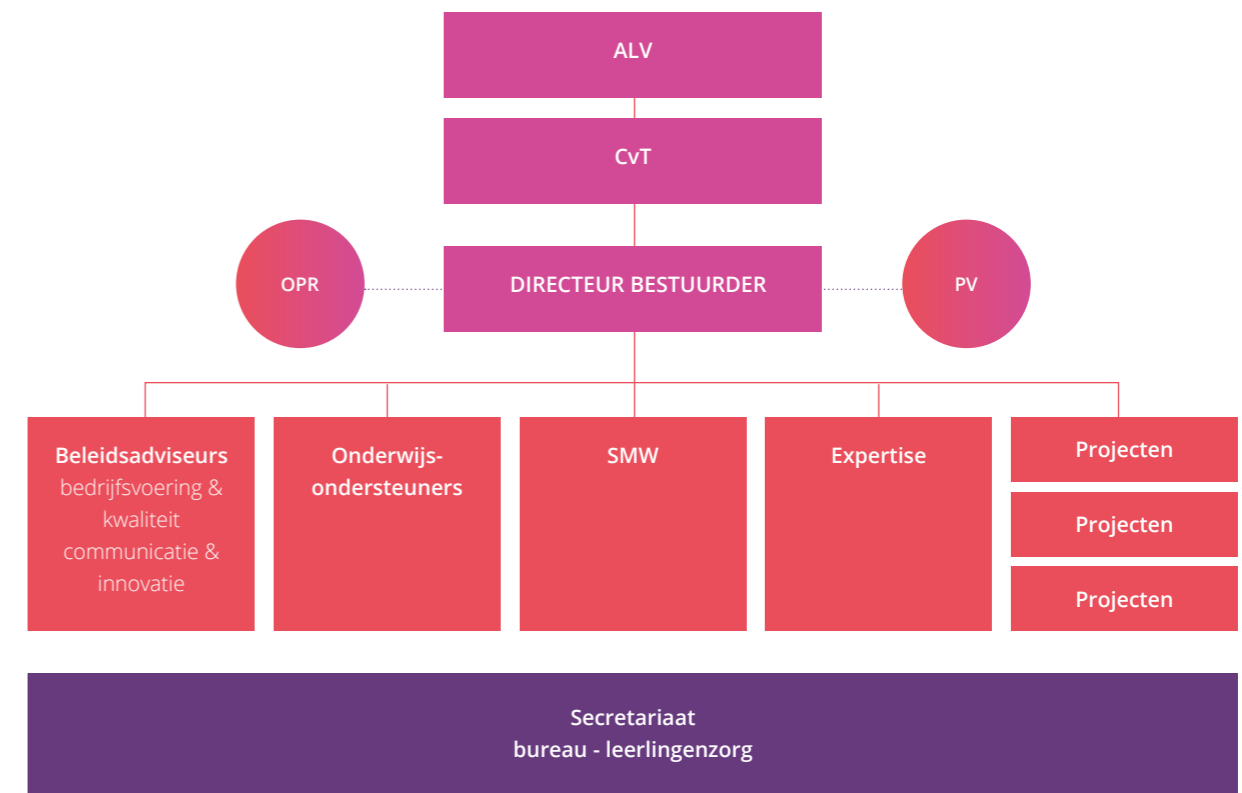 ALV
CvT
OPR
DIRECTEUR BESTUURDER
PV
Beleidsadviseurs
bedrijfsvoering &
kwaliteit
communicatie &
innovatie
Onderwijs-
ondersteuners
SMW
Expertise
Projecten
Projecten
Projecten
Secretariaat
bureau - leerlingenzorg